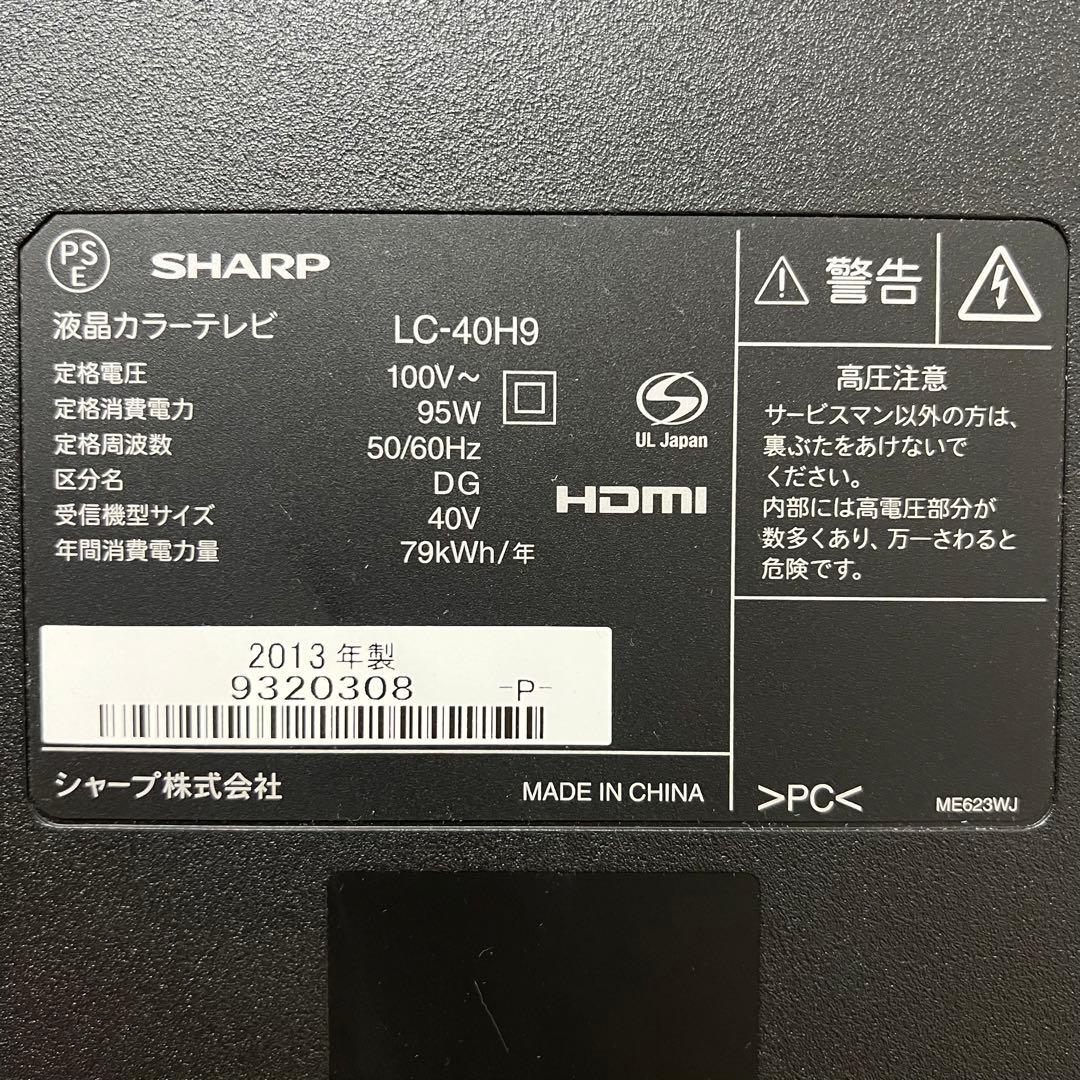 PS
E
SHARP
液晶カラーテレビ LC-40H9
定格電圧 100V～
定格消費電力 95W
定格周波数 50/60Hz
区分名 DG
受信機型サイズ 40V
年間消費電力量 79kWh/年
UL Japan
HDMI
2013年製
9320308 -P-
シャープ株式会社 MADE IN CHINA
警告
高圧注意
サービスマン以外の方は、
裏ぶたをあけないで
ください。
内部には高電圧部分が
数多くあり、万一さわると
危険です。
>PC< ME623WJ